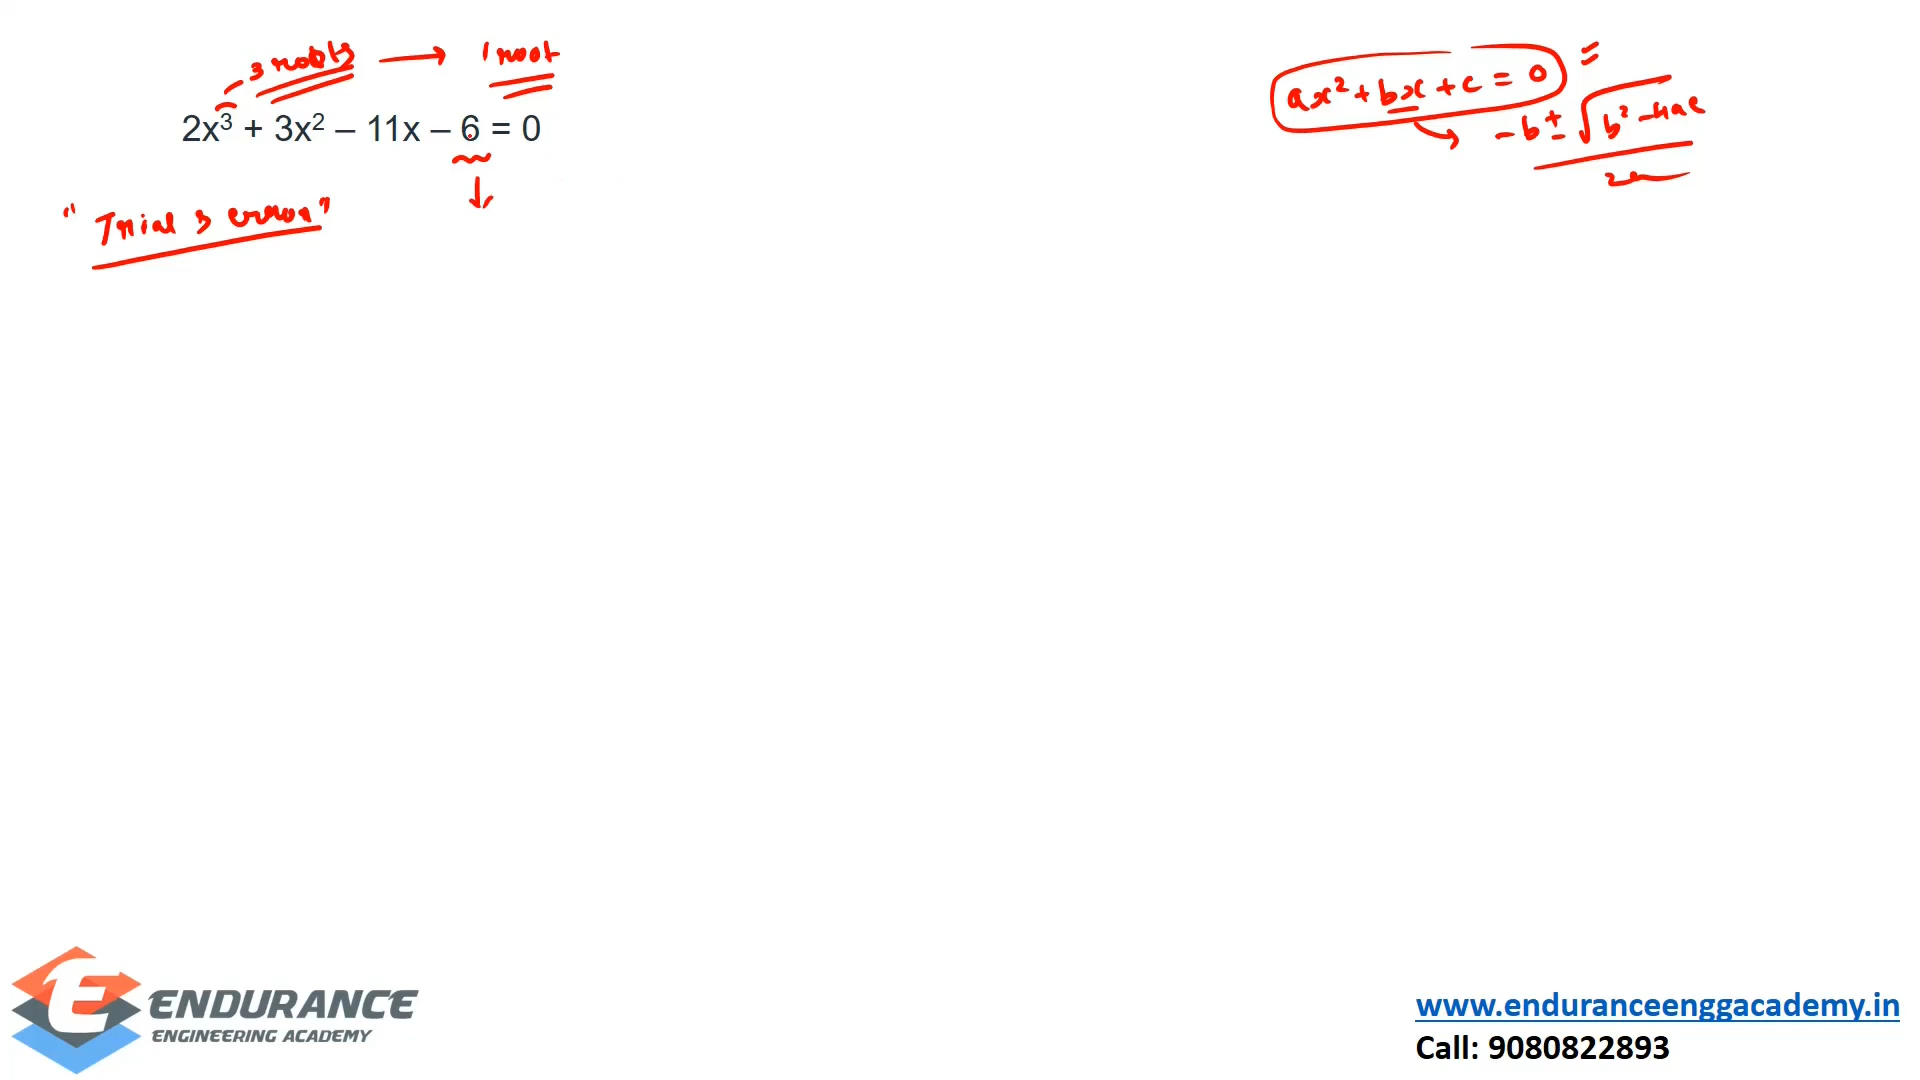 3 roots → 1 root
2x³ + 3x² – 11x – 6 = 0
" Trial & error"
ax² + bx + c = 0
-b ± √b² - 4ac
2a
ENDURANCE
ENGINEERING ACADEMY
www.enduranceenggacademy.in
Call: 9080822893